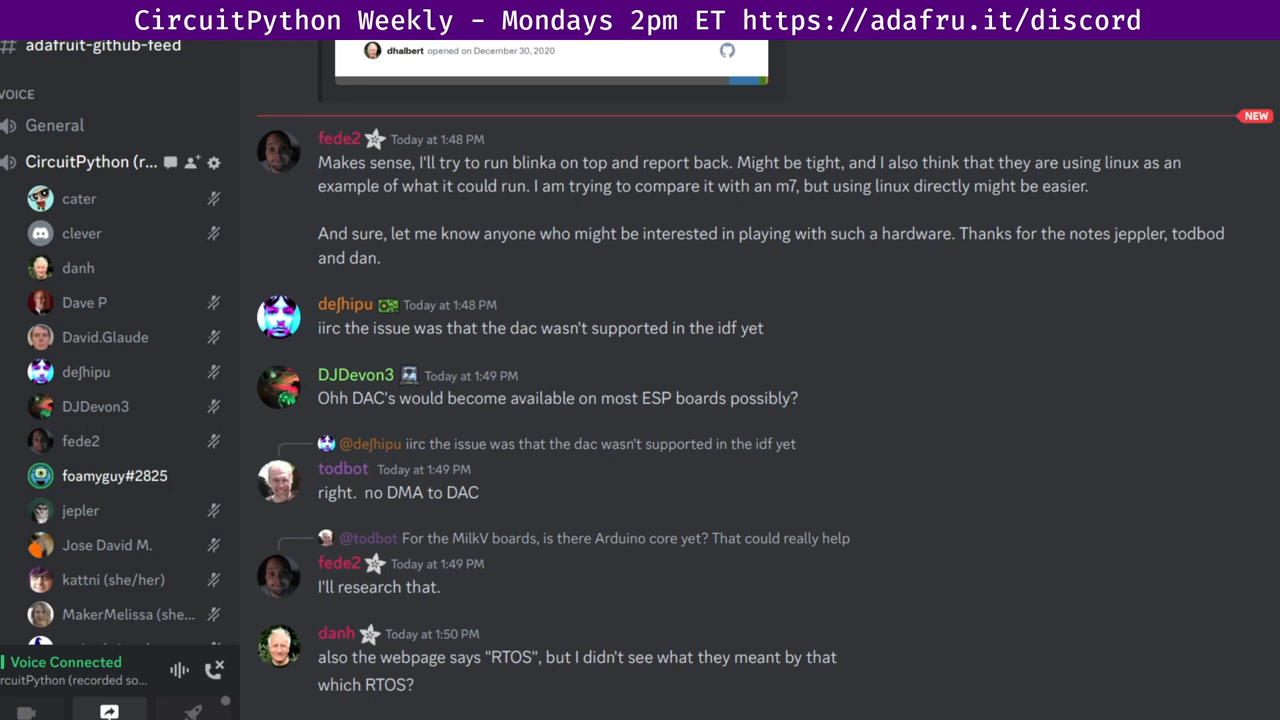 CircuitPython Weekly - Mondays 2pm ET https://adafru.it/discord
# adafruit-github-feed
VOICE
General
CircuitPython (r...
cater
clever
danh
Dave P
David.Glaude
deʃhipu
DJDevon3
fede2
foamyguy#2825
jepler
Jose David M.
kattni (she/her)
MakerMelissa (she...
Voice Connected
rcuitPython (recorded so...
dhalbert opened on December 30, 2020
NEW
fede2 Today at 1:48 PM
Makes sense, I'll try to run blinka on top and report back. Might be tight, and I also think that they are using linux as an
example of what it could run. I am trying to compare it with an m7, but using linux directly might be easier.
And sure, let me know anyone who might be interested in playing with such a hardware. Thanks for the notes jeppler, todbod
and dan.
deʃhipu Today at 1:48 PM
iirc the issue was that the dac wasn't supported in the idf yet
DJDevon3 Today at 1:49 PM
Ohh DAC's would become available on most ESP boards possibly?
@deʃhipu iirc the issue was that the dac wasn't supported in the idf yet
todbot Today at 1:49 PM
right. no DMA to DAC
@todbot For the MilkV boards, is there Arduino core yet? That could really help
fede2 Today at 1:49 PM
I'll research that.
danh Today at 1:50 PM
also the webpage says "RTOS", but I didn't see what they meant by that
which RTOS?